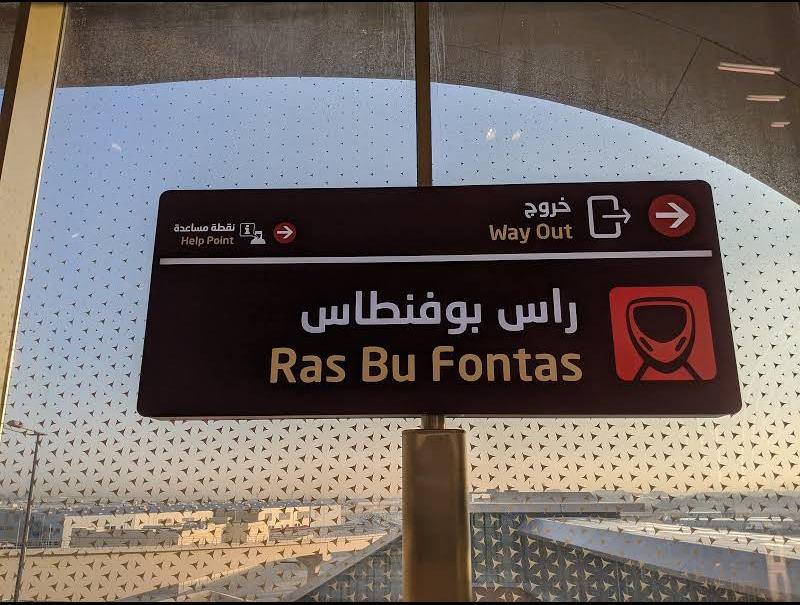 خروج
Way Out
نقطة مساعدة
Help Point
راس بوفنطاس
Ras Bu Fontas